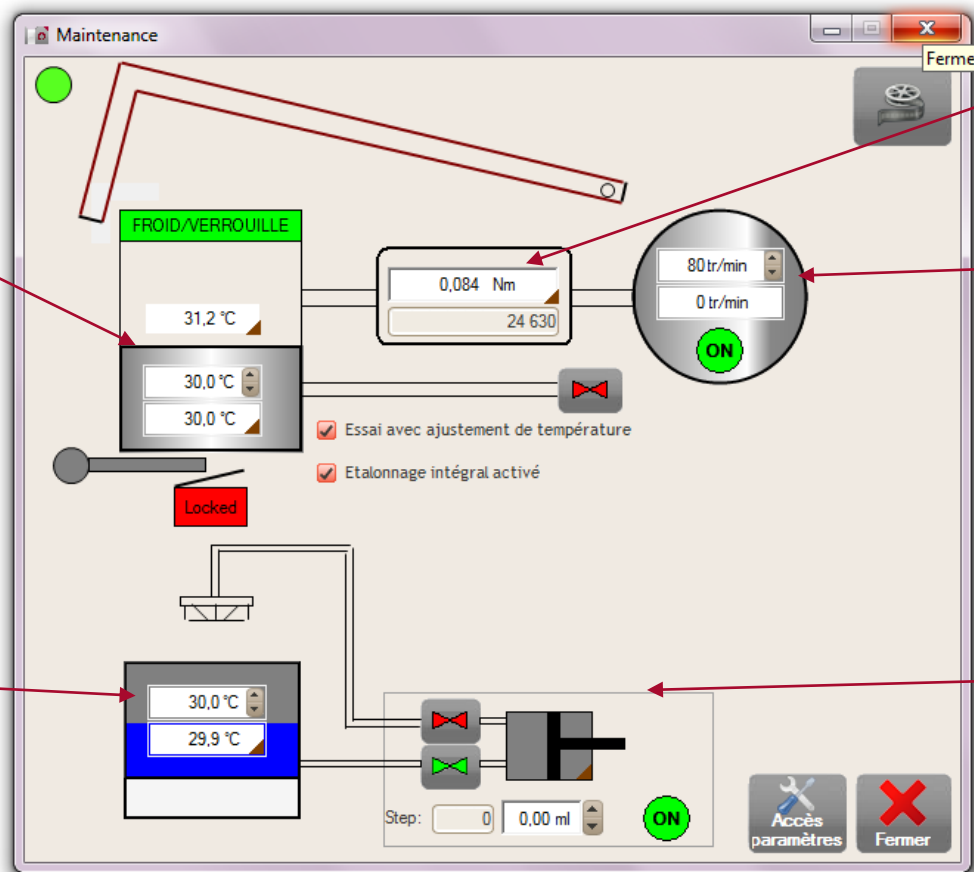 Maintenance
Ferme
FROID/VERROUILLE
31,2 °C
0,084 Nm
24 630
80 tr/min
0 tr/min
ON
30,0 °C
30,0 °C
Essai avec ajustement de température
Etalonnage intégral activé
Locked
30,0 °C
29,9 °C
Step: 0 0,00 ml
ON
Accès
paramètres
Fermer